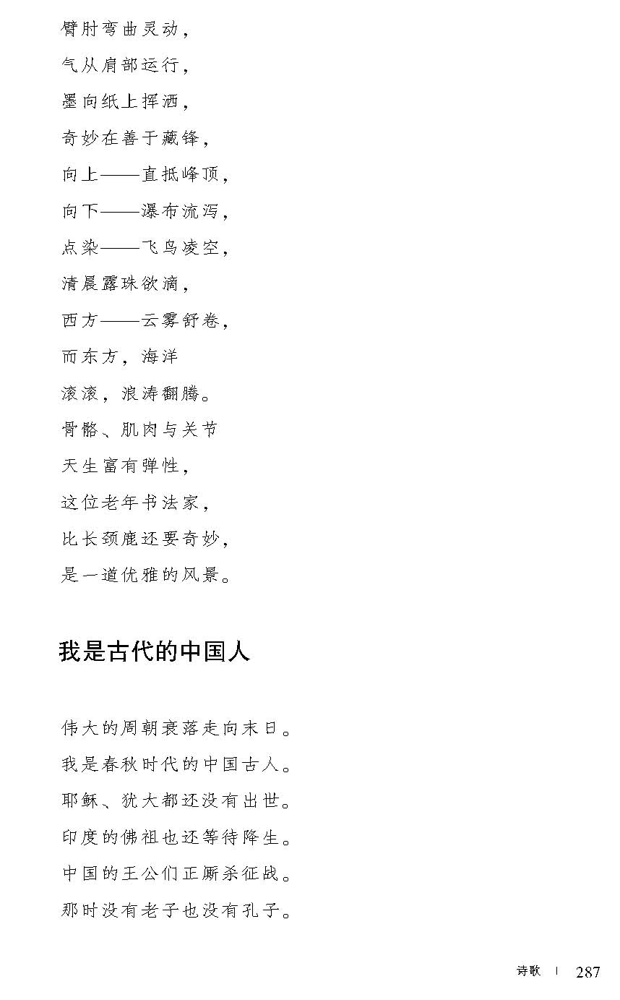 臂肘弯曲灵动，
气从肩部运行，
墨向纸上挥洒，
奇妙在善于藏锋，
向上——直抵峰顶，
向下——瀑布流泻，
点染——飞鸟凌空，
清晨露珠欲滴，
西方——云雾舒卷，
而东方，海洋
滚滚，浪涛翻腾。
骨骼、肌肉与关节
天生富有弹性，
这位老年书法家，
比长颈鹿还要奇妙，
是一道优雅的风景。
我是古代的中国人
伟大的周朝衰落走向末日。
我是春秋时代的中国古人。
耶稣、犹大都还没有出世。
印度的佛祖也还等待降生。
中国的王公们正厮杀征战。
那时没有老子也没有孔子。
诗歌 | 287